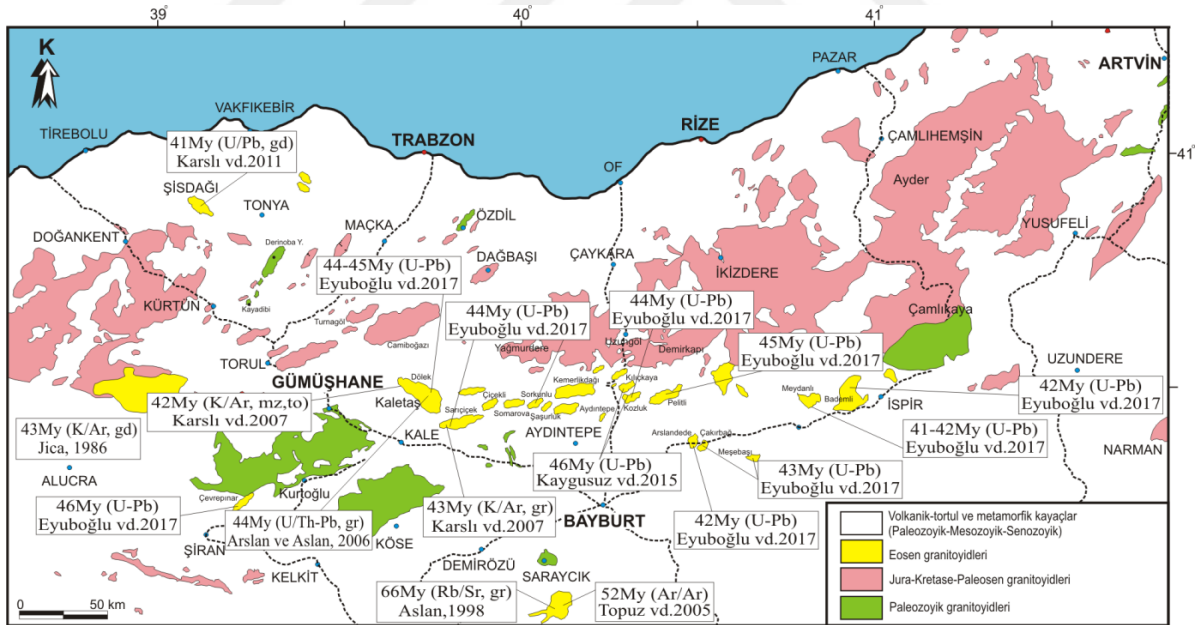 39°
40°
41°
K
41°
41°
PAZAR
ARTVİN
VAKFIKEBİR
TİREBOLU
TRABZON
RİZE
ÇAMLIHEMŞİN
41My (U/Pb, gd)
Karslı vd.2011
OF
Ayder
ŞİSDAĞI
TONYA
ÖZDİL
MAÇKA
YUSUFELİ
DOĞANKENT
Derinoba Y.
DAĞBAŞI
ÇAYKARA
İKİZDERE
44-45My (U-Pb)
Eyuboğlu vd.2017
KÜRTÜN
Kayadibi
Turnagöl
44My (U-Pb)
Eyuboğlu vd.2017
44My (U-Pb)
Eyuboğlu vd.2017
Çamlıkaya
Camiboğazı
Yağmurdere
Uzungöl
Demirkapı
45My (U-Pb)
Eyuboğlu vd.2017
TORUL
UZUNDERE
GÜMÜŞHANE
Dölek
Kaletaş
Sarıçiçek
Çiçekli
Somarova
Sorkunlu
Şaşurluk
Kemerlikdağı
Kılıçkaya
Aydıntepe
Kozluk
Pelitli
Meydanlı
Bademli
İSPİR
42My (U-Pb)
Eyuboğlu vd.2017
42My (K/Ar, mz,to)
Karslı vd.2007
43My (K/Ar, gd)
Jica, 1986
KALE
AYDINTEPE
Arslandede
Çakırbağ
Meşebaşı
41-42My (U-Pb)
Eyuboğlu vd.2017
NARMAN
ALUCRA
46My (U-Pb)
Kaygusuz vd.2015
43My (U-Pb)
Eyuboğlu vd.2017
Çevrepınar
Kurtoğlu
46My (U-Pb)
Eyuboğlu vd.2017
44My (U/Th-Pb, gr)
Arslan ve Aslan, 2006
43My (K/Ar, gr)
Karslı vd.2007
BAYBURT
42My (U-Pb)
Eyuboğlu vd.2017
KÖSE
ŞİRAN
KELKİT
DEMİRÖZÜ
SARAYCIK
66My (Rb/Sr, gr)
Aslan,1998
52My (Ar/Ar)
Topuz vd.2005
0 50 km
Volkanik-tortul ve metamorfik kayaçlar
(Paleozoyik-Mesozoyik-Senozoyik)
Eosen granitoyidleri
Jura-Kretase-Paleosen granitoyidleri
Paleozoyik granitoyidleri